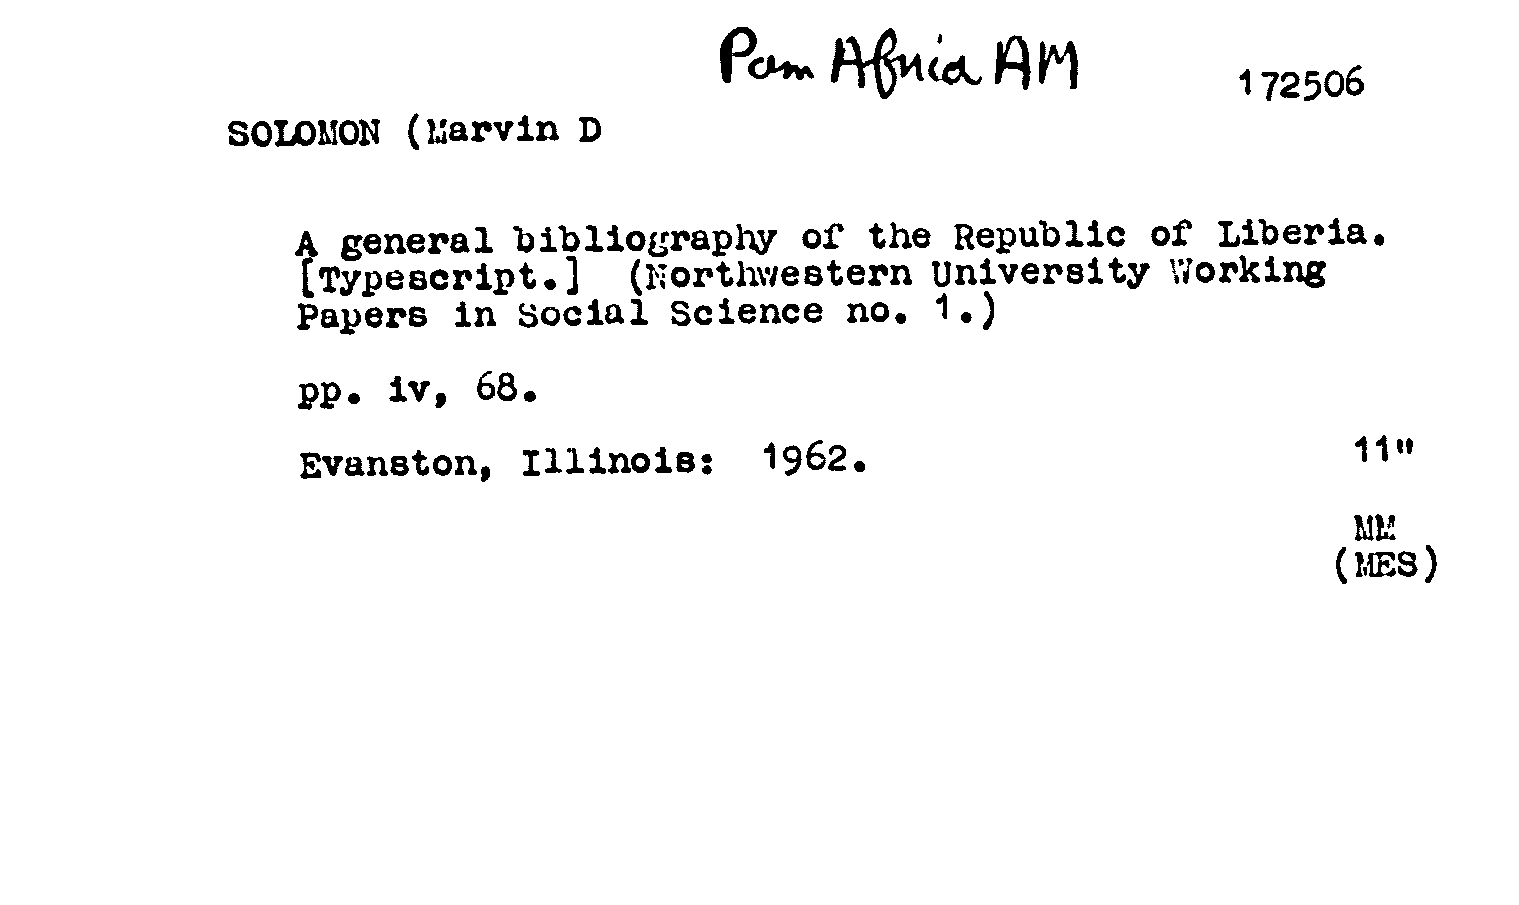 Pam Africa AM
172506
SOLOMON (Marvin D
A general bibliography of the Republic of Liberia.
[Typescript.] (Northwestern University Working
Papers in Social Science no. 1.)
pp. iv, 68.
Evanston, Illinois: 1962.
11"
MM
(MES)